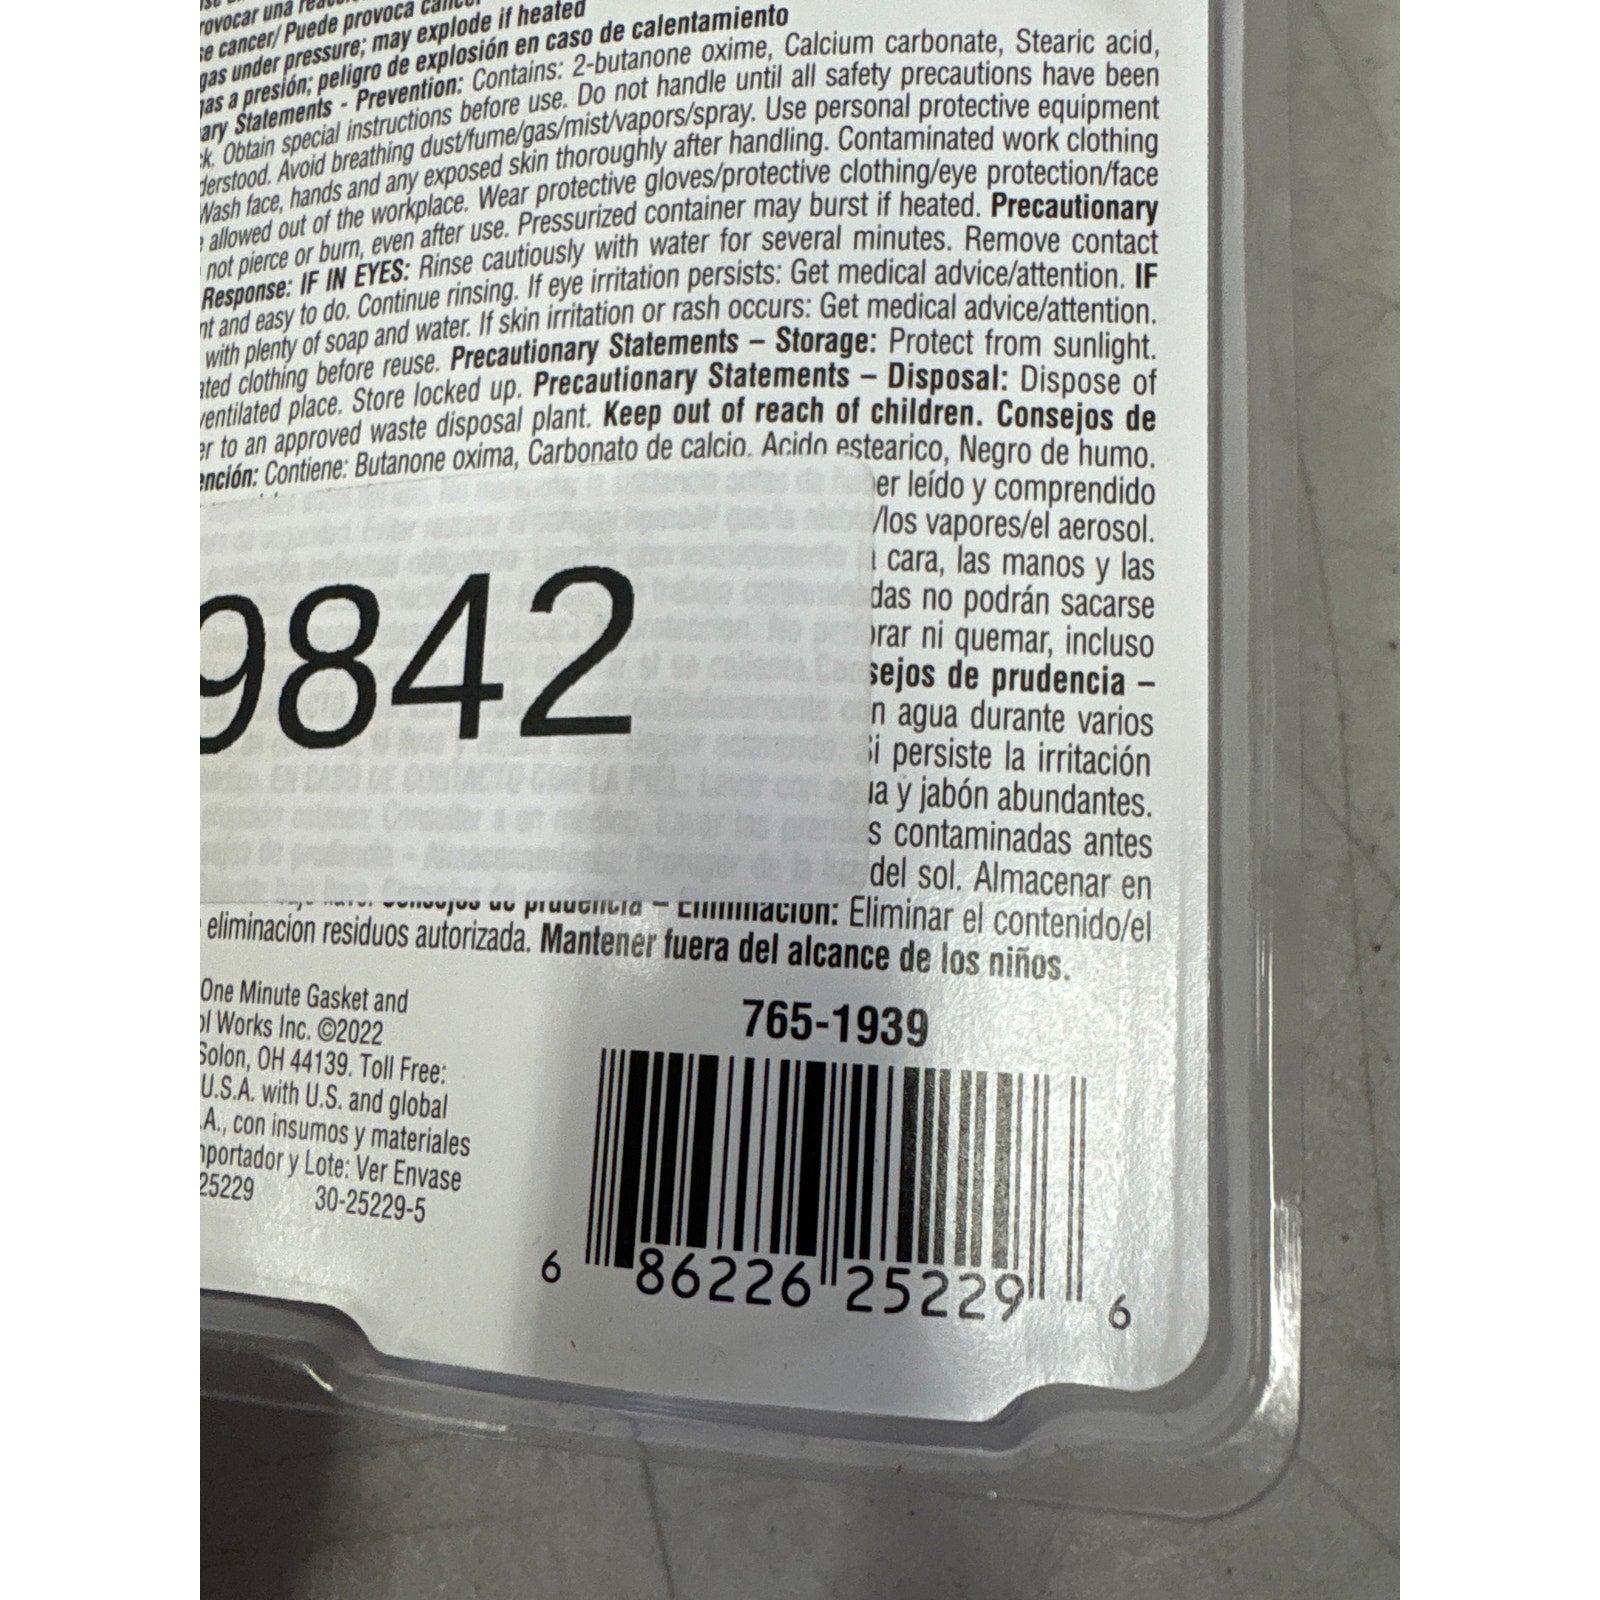 provocar una
se cancer/ Puede provoca
gas under pressure; may explode if heated
gas a presión; peligro de explosión en caso de calentamiento
ary Statements - Prevention: Contains: 2-butanone oxime, Calcium carbonate, Stearic acid,
k. Obtain special instructions before use. Do not handle until all safety precautions have been
derstood. Avoid breathing dust/fume/gas/mist/vapors/spray. Use personal protective equipment
Wash face, hands and any exposed skin thoroughly after handling. Contaminated work clothing
allowed out of the workplace. Wear protective gloves/protective clothing/eye protection/face
not pierce or burn, even after use. Pressurized container may burst if heated. Precautionary
Response: IF IN EYES: Rinse cautiously with water for several minutes. Remove contact
nt and easy to do. Continue rinsing. If eye irritation persists: Get medical advice/attention. IF
with plenty of soap and water. If skin irritation or rash occurs: Get medical advice/attention.
ated clothing before reuse. Precautionary Statements – Storage: Protect from sunlight.
ventilated place. Store locked up. Precautionary Statements – Disposal: Dispose of
er to an approved waste disposal plant. Keep out of reach of children. Consejos de
ención: Contiene: Butanone oxima, Carbonato de calcio, Acido estearico, Negro de humo.
er leído y comprendido
/los vapores/el aerosol.
cara, las manos y las
das no podrán sacarse
rar ni quemar, incluso
9842
sejos de prudencia –
n agua durante varios
Si persiste la irritación
ua y jabón abundantes.
s contaminadas antes
del sol. Almacenar en
Consejos de prudencia – Eliminación: Eliminar el contenido/el
eliminacion residuos autorizada. Mantener fuera del alcance de los niños.
One Minute Gasket and
ol Works Inc. ©2022
Solon, OH 44139. Toll Free:
U.S.A. with U.S. and global
.A., con insumos y materiales
mportador y Lote: Ver Envase
25229 30-25229-5
765-1939
6 86226 25229 6